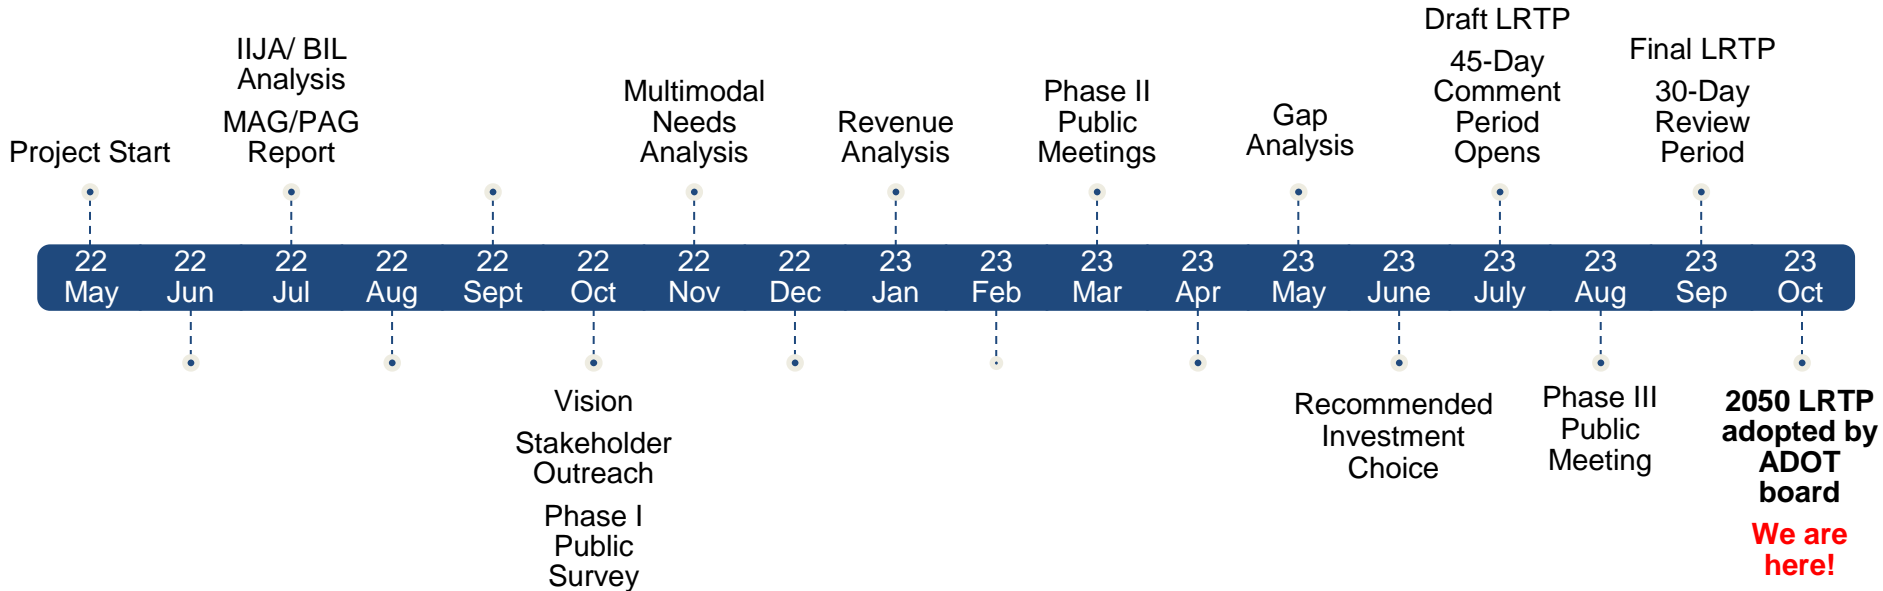 Project Start
IIJA/ BIL
Analysis
MAG/PAG
Report
Multimodal
Needs
Analysis
Revenue
Analysis
Phase II
Public
Meetings
Gap
Analysis
Draft LRTP
45-Day
Comment
Period
Opens
Final LRTP
30-Day
Review
Period
22 May
22 Jun
22 Jul
22 Aug
22 Sept
22 Oct
22 Nov
22 Dec
23 Jan
23 Feb
23 Mar
23 Apr
23 May
23 June
23 July
23 Aug
23 Sep
23 Oct
Vision
Stakeholder
Outreach
Phase I
Public
Survey
Recommended
Investment
Choice
Phase III
Public
Meeting
2050 LRTP
adopted by
ADOT
board
We are
here!